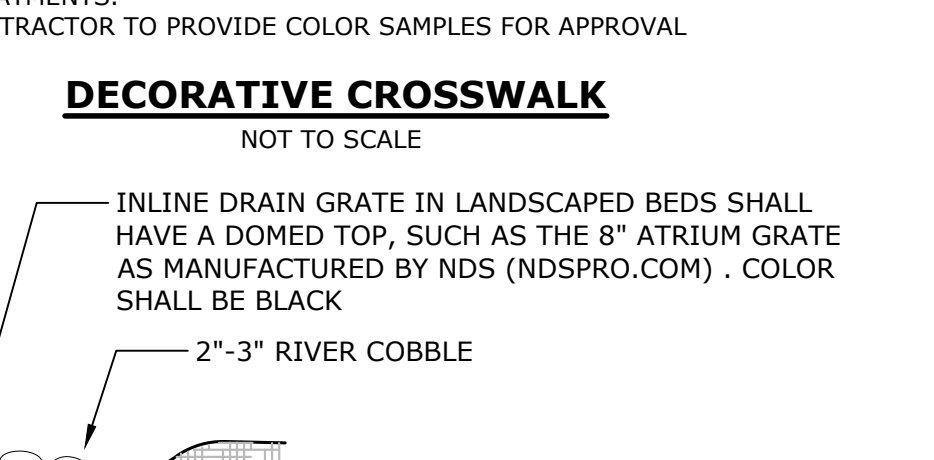 TRACTOR TO PROVIDE COLOR SAMPLES FOR APPROVAL
DECORATIVE CROSSWALK
NOT TO SCALE
INLINE DRAIN GRATE IN LANDSCAPED BEDS SHALL
HAVE A DOMED TOP, SUCH AS THE 8" ATRIUM GRATE
AS MANUFACTURED BY NDS (NDSPRO.COM) . COLOR
SHALL BE BLACK
2"-3" RIVER COBBLE